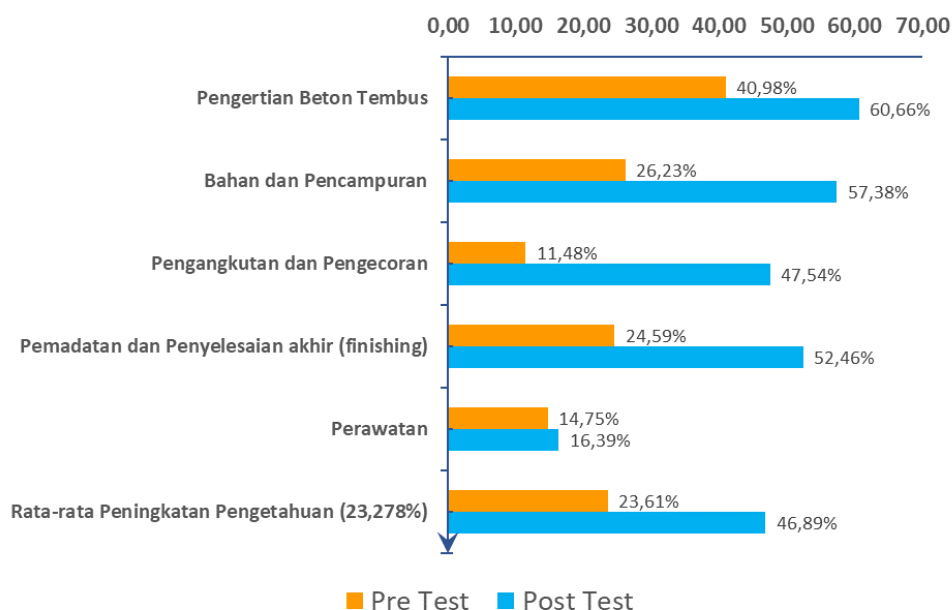 0,00 10,00 20,00 30,00 40,00 50,00 60,00 70,00
Pengertian Beton Tembus
40,98%
60,66%
Bahan dan Pencampuran
26,23%
57,38%
Pengangkutan dan Pengecoran
11,48%
47,54%
Pemadatan dan Penyelesaian akhir (finishing)
24,59%
52,46%
Perawatan
14,75%
16,39%
Rata-rata Peningkatan Pengetahuan (23,278%)
23,61%
46,89%
Pre Test Post Test